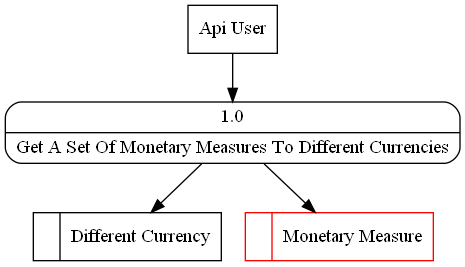 Api User
1.0
Get A Set Of Monetary Measures To Different Currencies
Different Currency
Monetary Measure